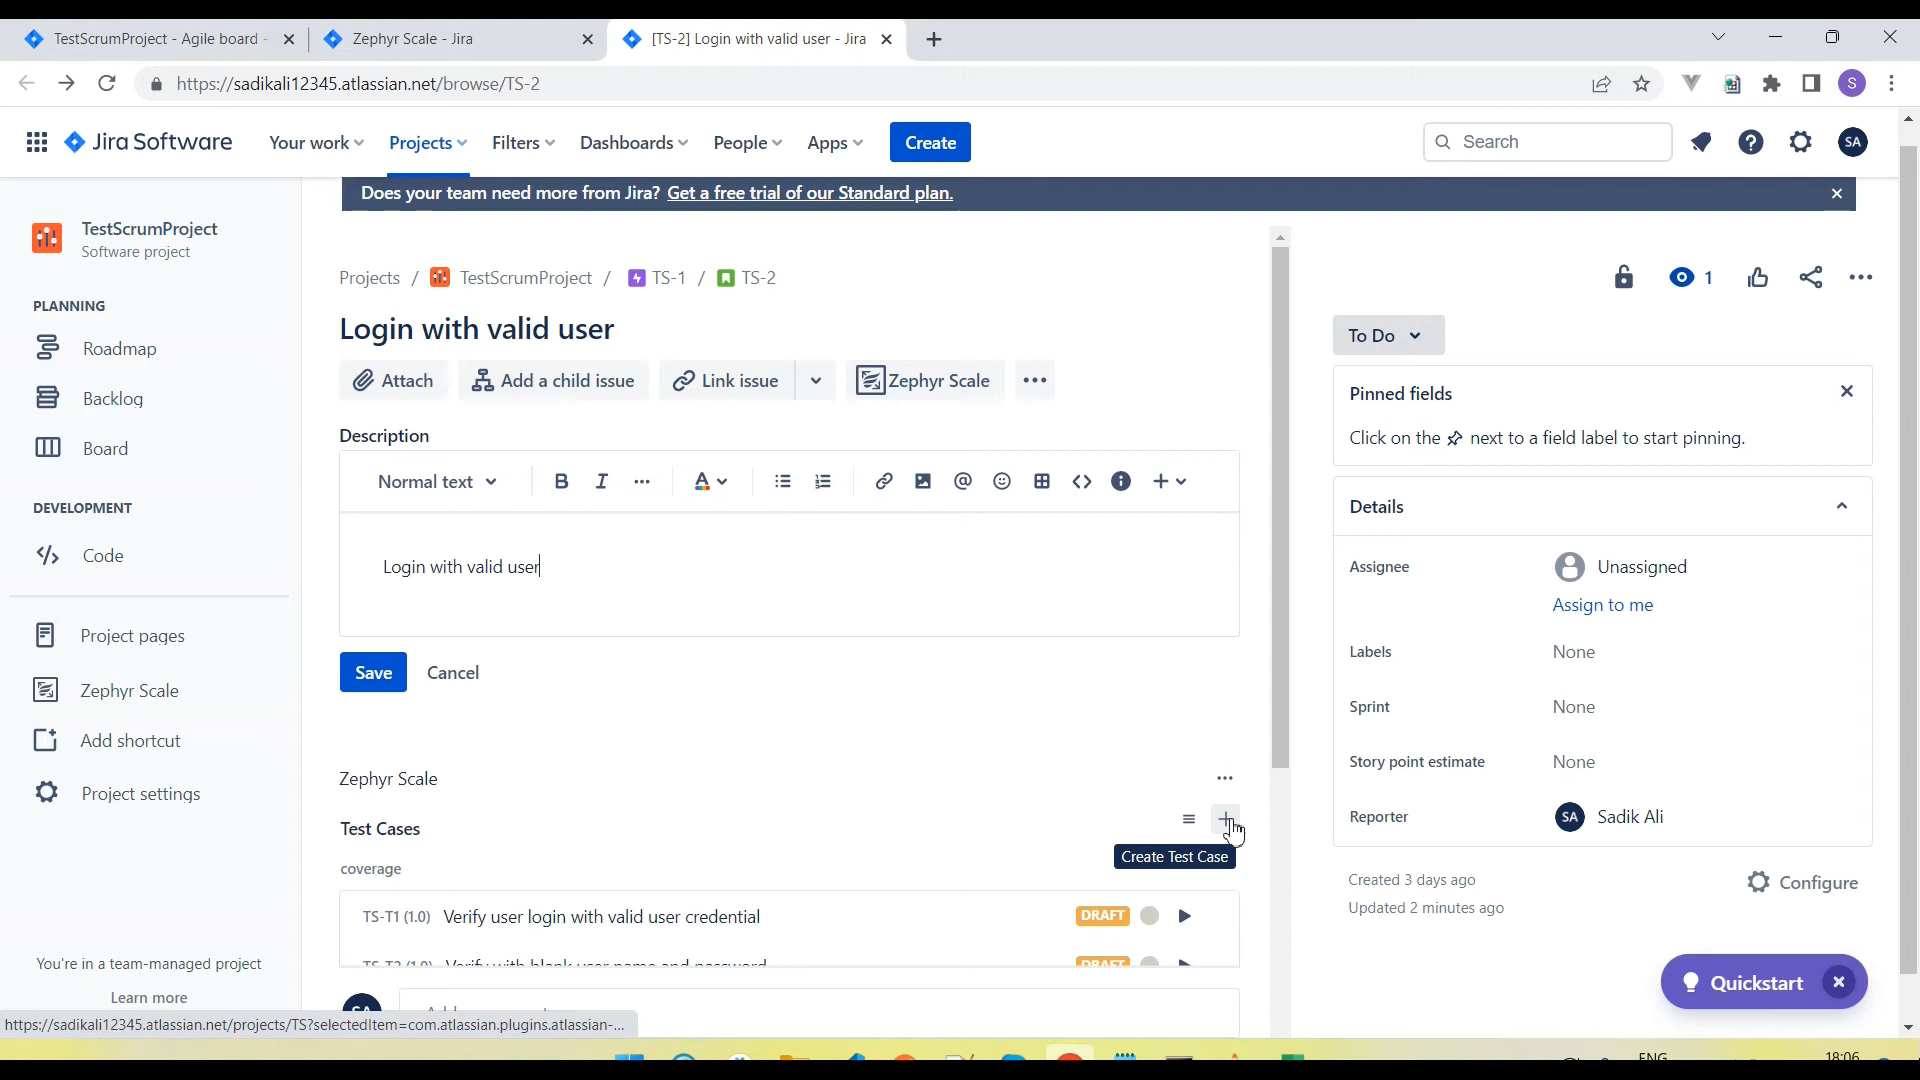 TestScrumProject - Agile board -
Zephyr Scale - Jira
[TS-2] Login with valid user - Jira
https://sadikali12345.atlassian.net/browse/TS-2
S
Jira Software
Your work
Projects
Filters
Dashboards
People
Apps
Create
Search
SA
Does your team need more from Jira? Get a free trial of our Standard plan.
TestScrumProject
Software project
PLANNING
Roadmap
Backlog
Board
DEVELOPMENT
Code
Project pages
Zephyr Scale
Add shortcut
Project settings
You're in a team-managed project
Learn more
Projects / TestScrumProject / TS-1 / TS-2
1
Login with valid user
Attach
Add a child issue
Link issue
Zephyr Scale
Description
Normal text
Login with valid user
Save
Cancel
Zephyr Scale
Test Cases
Create Test Case
coverage
TS-T1 (1.0) Verify user login with valid user credential DRAFT
Verify with blank user name and password DRAFT
To Do
Pinned fields
Click on the next to a field label to start pinning.
Details
Assignee
Unassigned
Assign to me
Labels
None
Sprint
None
Story point estimate
None
Reporter
SA Sadik Ali
Created 3 days ago
Updated 2 minutes ago
Configure
Quickstart
https://sadikali12345.atlassian.net/projects/TS?selectedItem=com.atlassian.plugins.atlassian-...
ENG
18:06